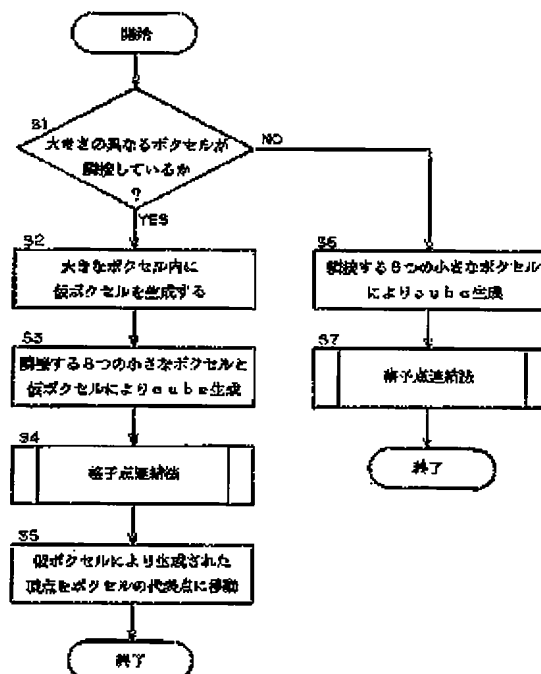 開始
S1
大きさの異なるボクセルが
隣接しているか
?
NO
YES
S2
大きなボクセル内に
仮ボクセルを生成する
S6
隣接する8つの小さなボクセル
によりcube生成
S3
隣接する8つの小さなボクセルと
仮ボクセルによりcube生成
S7
格子点連結法
S4
格子点連結法
終了
S5
仮ボクセルにより生成された
頂点をボクセルの代表点に移動
終了